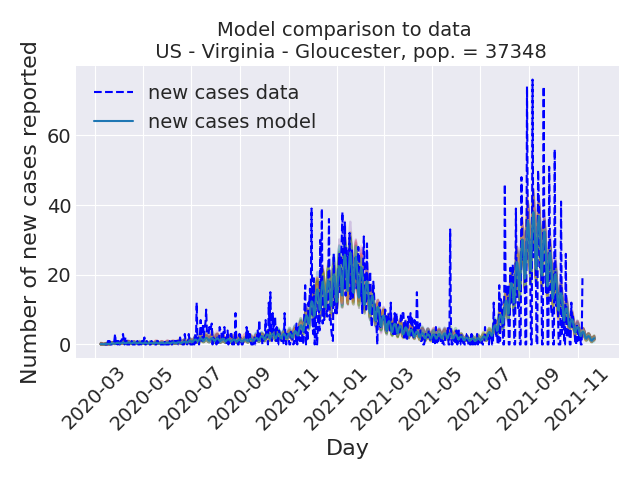 Model comparison to data
US - Virginia - Gloucester, pop. = 37348
Number of new cases reported
new cases data
new cases model
60
40
20
0
2020-03
2020-05
2020-07
2020-09
2020-11
2021-01
2021-03
2021-05
2021-07
2021-09
2021-11
Day